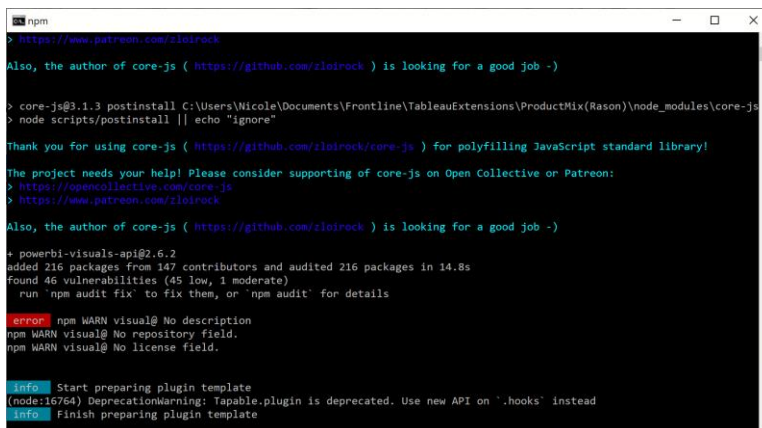 npm
> https://www.patreon.com/zloirock
Also, the author of core-js ( https://github.com/zloirock ) is looking for a good job -)
> core-js@3.1.3 postinstall C:\Users\Nicole\Documents\Frontline\TableauExtensions\ProductMix(Rason)\node_modules\core-js
> node scripts/postinstall || echo "ignore"
Thank you for using core-js ( https://github.com/zloirock/core-js ) for polyfilling JavaScript standard library!
The project needs your help! Please consider supporting of core-js on Open Collective or Patreon:
> https://opencollective.com/core-js
> https://www.patreon.com/zloirock
Also, the author of core-js ( https://github.com/zloirock ) is looking for a good job -)
+ powerbi-visuals-api@2.6.2
added 216 packages from 147 contributors and audited 216 packages in 14.8s
found 46 vulnerabilities (45 low, 1 moderate)
run `npm audit fix` to fix them, or `npm audit` for details
error npm WARN visual@ No description
npm WARN visual@ No repository field.
npm WARN visual@ No license field.
info Start preparing plugin template
(node:16764) DeprecationWarning: Tapable.plugin is deprecated. Use new API on `.hooks` instead
info Finish preparing plugin template